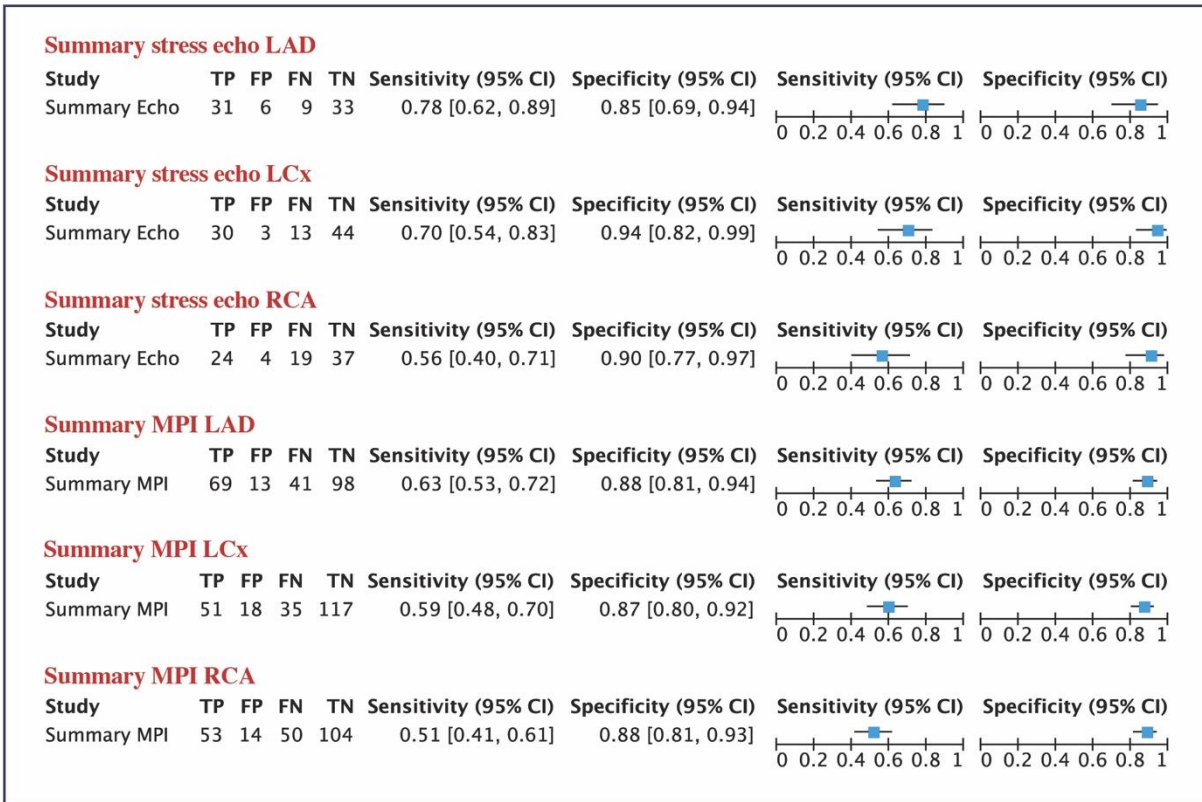 Summary stress echo LAD
Study TP FP FN TN Sensitivity (95% CI) Specificity (95% CI) Sensitivity (95% CI) Specificity (95% CI)
Summary Echo 31 6 9 33 0.78 [0.62, 0.89] 0.85 [0.69, 0.94]
0 0.2 0.4 0.6 0.8 1 0 0.2 0.4 0.6 0.8 1
Summary stress echo LCx
Study TP FP FN TN Sensitivity (95% CI) Specificity (95% CI) Sensitivity (95% CI) Specificity (95% CI)
Summary Echo 30 3 13 44 0.70 [0.54, 0.83] 0.94 [0.82, 0.99]
0 0.2 0.4 0.6 0.8 1 0 0.2 0.4 0.6 0.8 1
Summary stress echo RCA
Study TP FP FN TN Sensitivity (95% CI) Specificity (95% CI) Sensitivity (95% CI) Specificity (95% CI)
Summary Echo 24 4 19 37 0.56 [0.40, 0.71] 0.90 [0.77, 0.97]
0 0.2 0.4 0.6 0.8 1 0 0.2 0.4 0.6 0.8 1
Summary MPI LAD
Study TP FP FN TN Sensitivity (95% CI) Specificity (95% CI) Sensitivity (95% CI) Specificity (95% CI)
Summary MPI 69 13 41 98 0.63 [0.53, 0.72] 0.88 [0.81, 0.94]
0 0.2 0.4 0.6 0.8 1 0 0.2 0.4 0.6 0.8 1
Summary MPI LCx
Study TP FP FN TN Sensitivity (95% CI) Specificity (95% CI) Sensitivity (95% CI) Specificity (95% CI)
Summary MPI 51 18 35 117 0.59 [0.48, 0.70] 0.87 [0.80, 0.92]
0 0.2 0.4 0.6 0.8 1 0 0.2 0.4 0.6 0.8 1
Summary MPI RCA
Study TP FP FN TN Sensitivity (95% CI) Specificity (95% CI) Sensitivity (95% CI) Specificity (95% CI)
Summary MPI 53 14 50 104 0.51 [0.41, 0.61] 0.88 [0.81, 0.93]
0 0.2 0.4 0.6 0.8 1 0 0.2 0.4 0.6 0.8 1